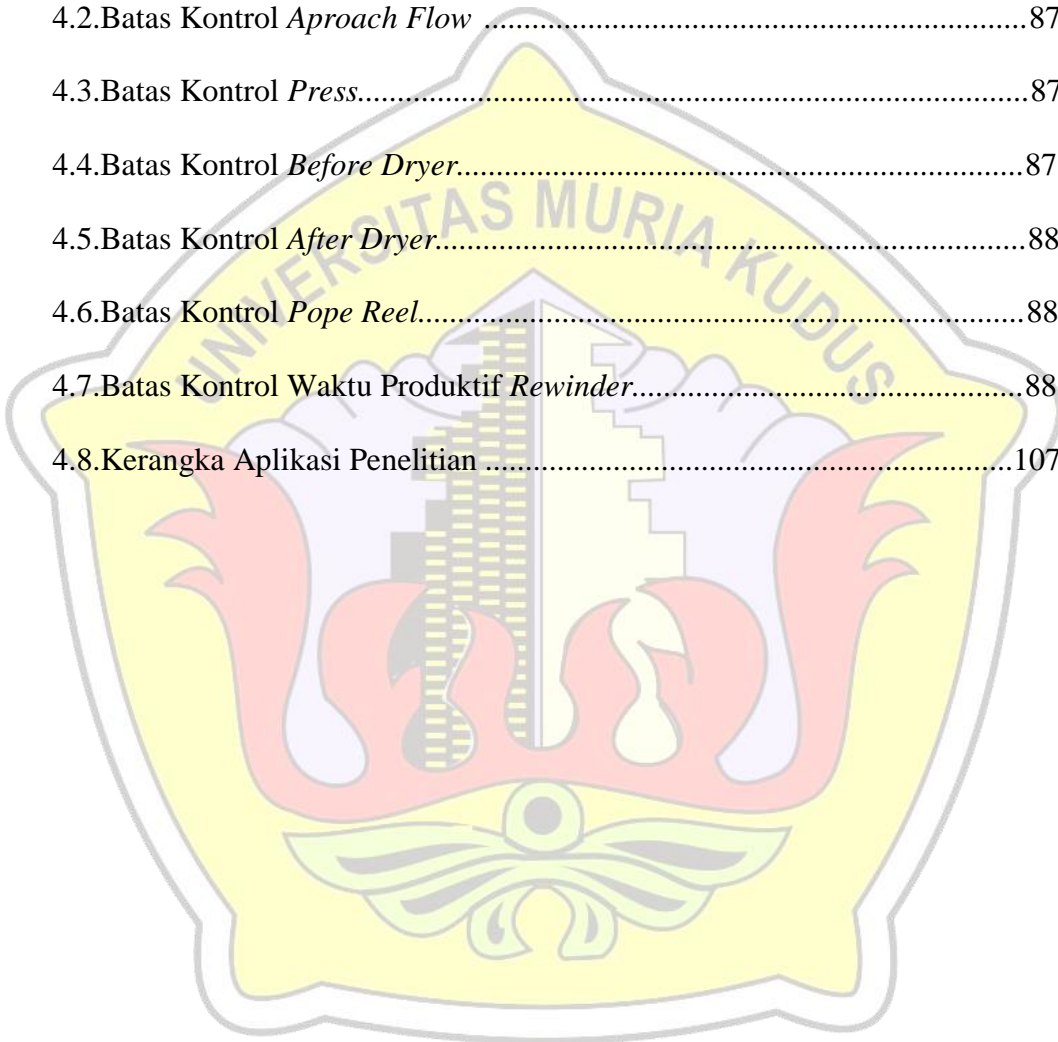 4.2.Batas Kontrol Aproach Flow ..........................................................................87
4.3.Batas Kontrol Press.........................................................................................87
4.4.Batas Kontrol Before Dryer.............................................................................87
4.5.Batas Kontrol After Dryer................................................................................88
4.6.Batas Kontrol Pope Reel..................................................................................88
4.7.Batas Kontrol Waktu Produktif Rewinder.......................................................88
4.8.Kerangka Aplikasi Penelitian .........................................................................107
UNIVERSITAS MURIA KUDUS